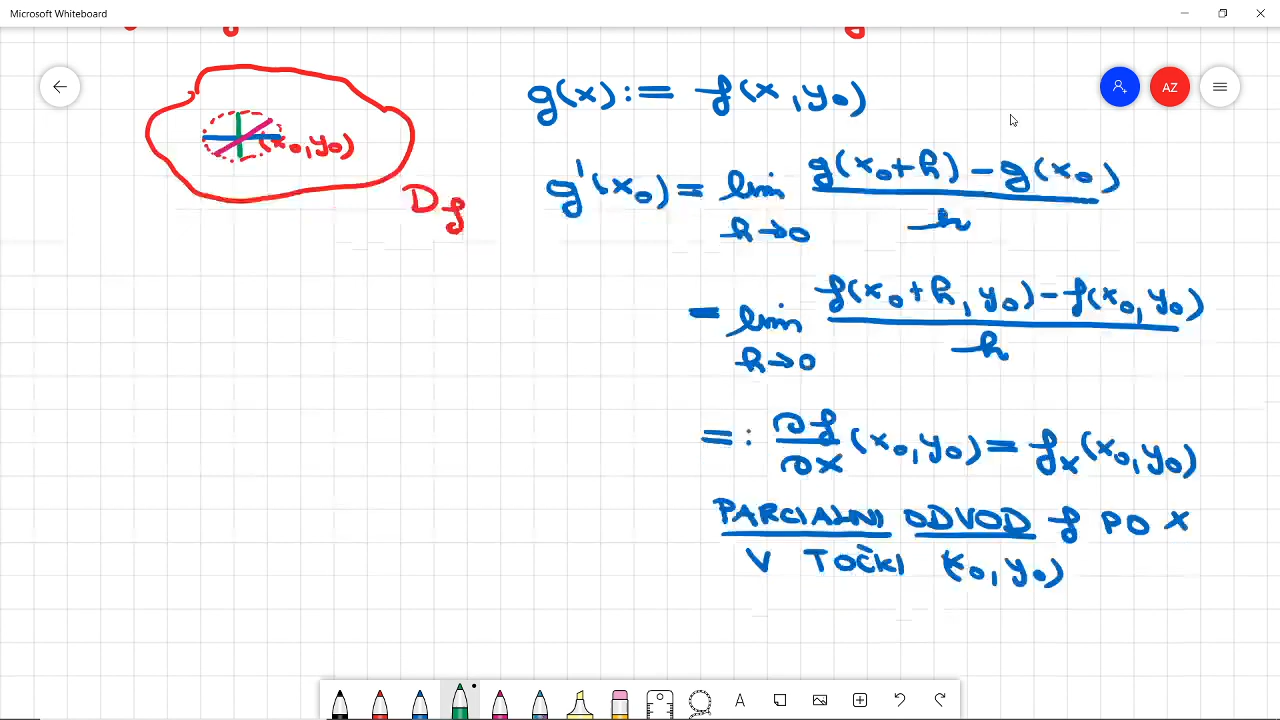 Microsoft Whiteboard
AZ
(x₀,y₀)
D_f
g(x):= f(x,y₀)
g'(x₀) = lim_{h→0} (g(x₀+h) - g(x₀))/h
= lim_{h→0} (f(x₀+h, y₀) - f(x₀, y₀))/h
=: ∂f/∂x (x₀,y₀) = f_x(x₀,y₀)
PARCIALNI ODVOD f PO X
V TOČKI (x₀,y₀)
A